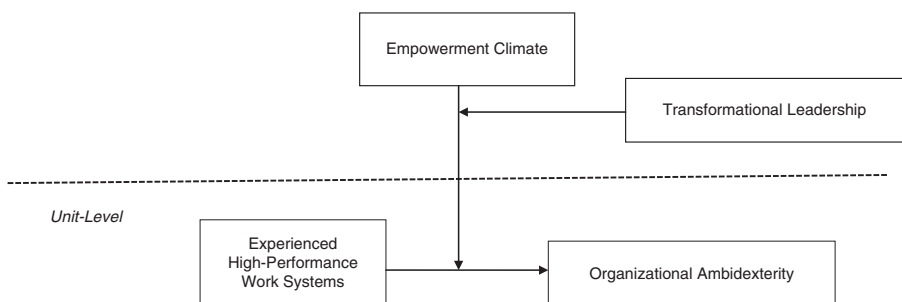 Empowerment Climate
Transformational Leadership
Unit-Level
Experienced
High-Performance
Work Systems
Organizational Ambidexterity